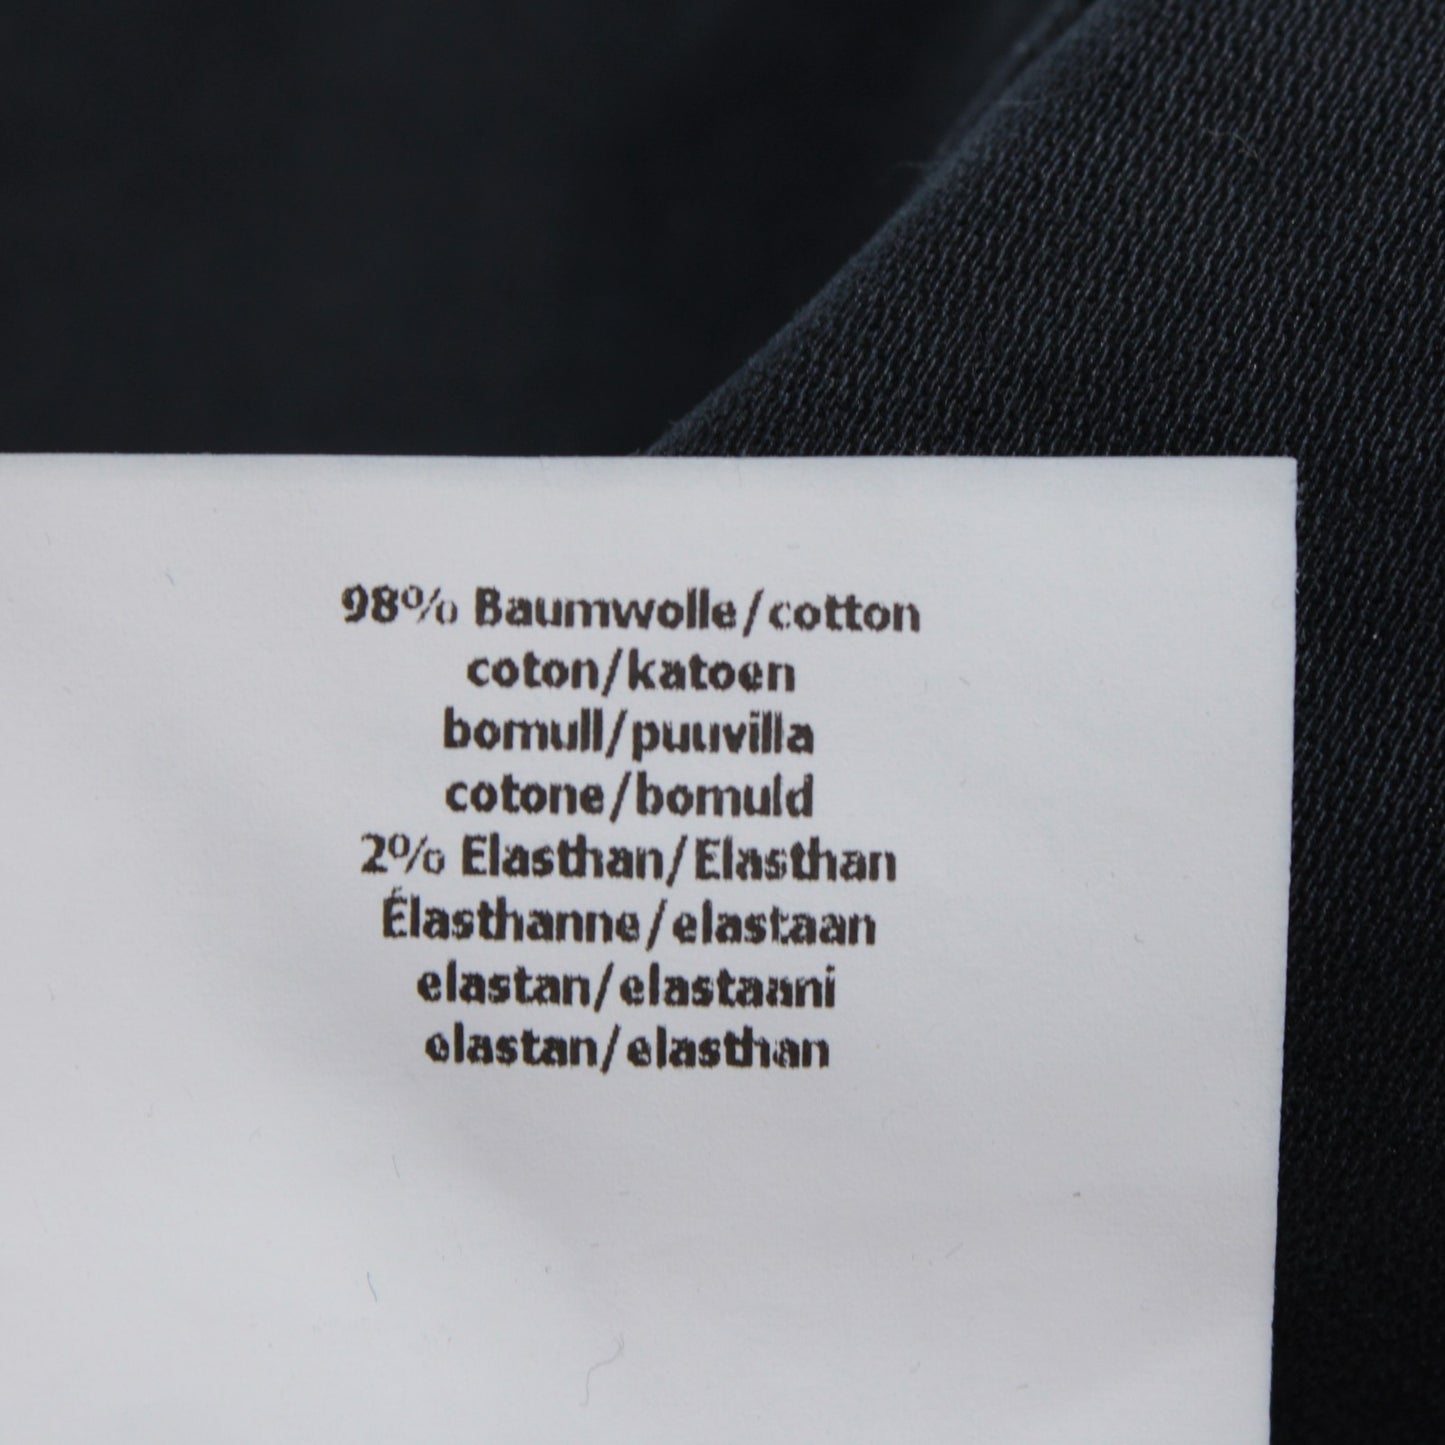 98% Baumwolle/cotton
coton/katoen
bomull/puuvilla
cotone/bomuld
2% Elasthan/Elasthan
Élasthanne/elastaan
elastan/elastaani
elastan/elasthan